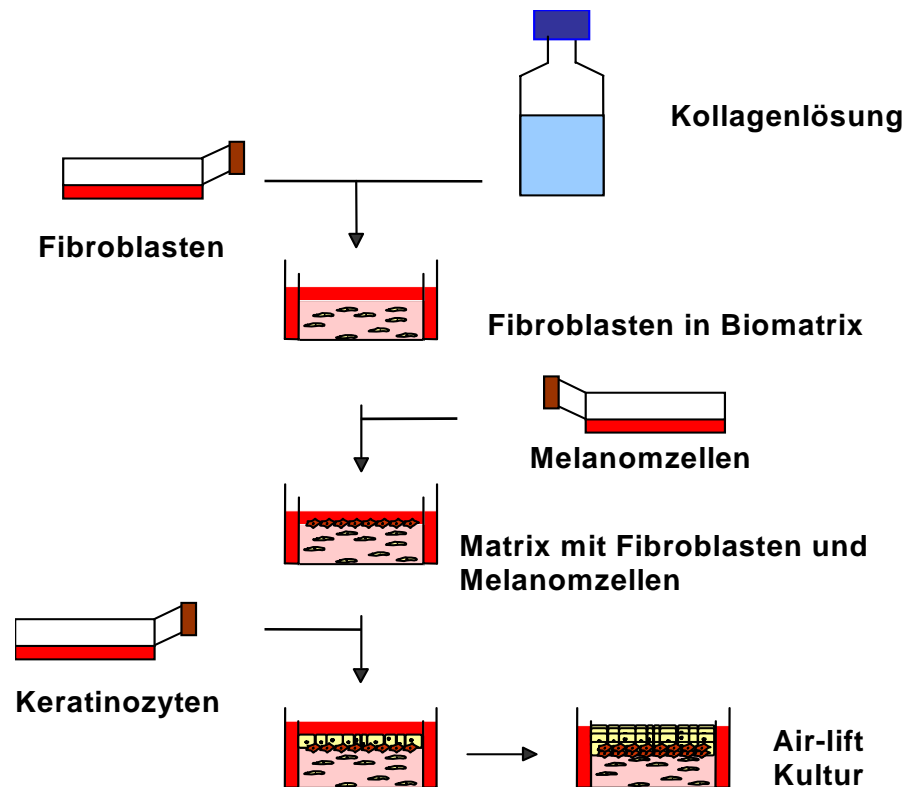 Kollagenlösung
Fibroblasten
Fibroblasten in Biomatrix
Melanomzellen
Matrix mit Fibroblasten und
Melanomzellen
Keratinozyten
Air-lift
Kultur